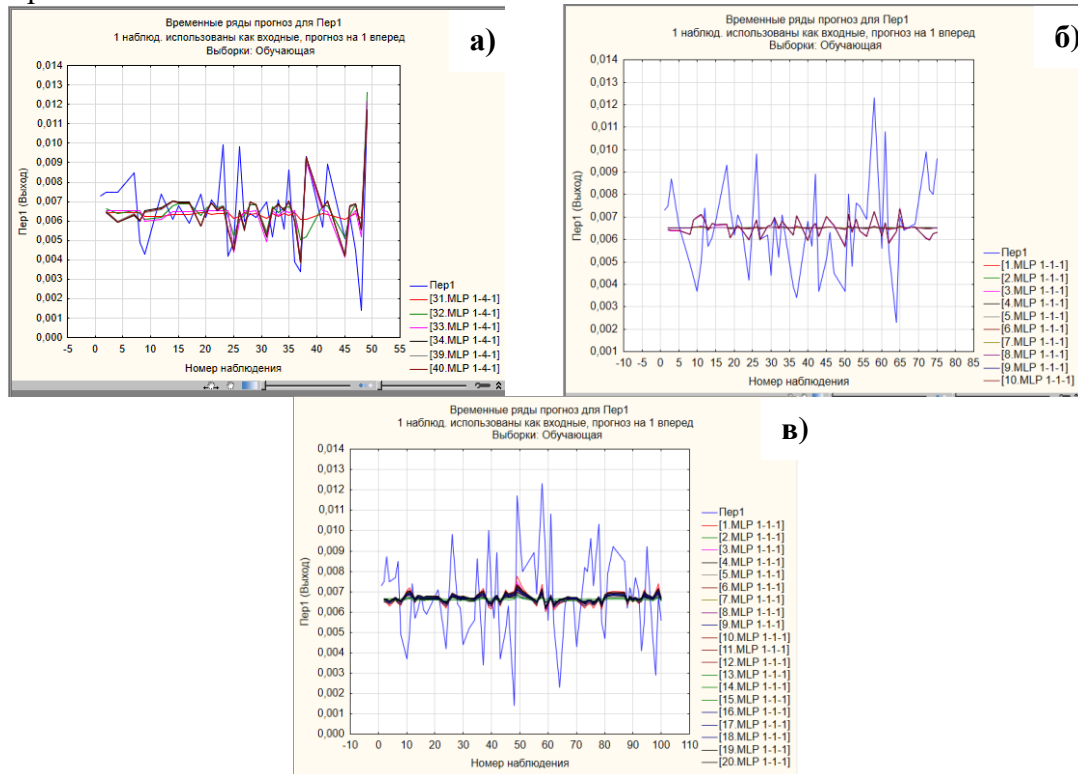 Временные ряды прогноз для Пер1
1 наблюд. использованы как входные, прогноз на 1 вперед
Выборки: Обучающая
а)
0,014
0,013
0,012
0,011
0,010
0,009
0,008
0,007
0,006
0,005
0,004
0,003
0,002
0,001
0,000
Пер1 (Выход)
-5 0 5 10 15 20 25 30 35 40 45 50 55
Номер наблюдения
Пер1
[31.MLP 1-4-1]
[32.MLP 1-4-1]
[33.MLP 1-4-1]
[34.MLP 1-4-1]
[39.MLP 1-4-1]
[40.MLP 1-4-1]
Временные ряды прогноз для Пер1
1 наблюд. использованы как входные, прогноз на 1 вперед
Выборки: Обучающая
б)
0,014
0,013
0,012
0,011
0,010
0,009
0,008
0,007
0,006
0,005
0,004
0,003
0,002
0,001
Пер1 (Выход)
-10 -5 0 5 10 15 20 25 30 35 40 45 50 55 60 65 70 75 80 85
Номер наблюдения
Пер1
[1.MLP 1-1-1]
[2.MLP 1-1-1]
[3.MLP 1-1-1]
[4.MLP 1-1-1]
[5.MLP 1-1-1]
[6.MLP 1-1-1]
[7.MLP 1-1-1]
[8.MLP 1-1-1]
[9.MLP 1-1-1]
[10.MLP 1-1-1]
Временные ряды прогноз для Пер1
1 наблюд. использованы как входные, прогноз на 1 вперед
Выборки: Обучающая
в)
0,014
0,013
0,012
0,011
0,010
0,009
0,008
0,007
0,006
0,005
0,004
0,003
0,002
0,001
0,000
Пер1 (Выход)
-10 0 10 20 30 40 50 60 70 80 90 100 110
Номер наблюдения
Пер1
[1.MLP 1-1-1]
[2.MLP 1-1-1]
[3.MLP 1-1-1]
[4.MLP 1-1-1]
[5.MLP 1-1-1]
[6.MLP 1-1-1]
[7.MLP 1-1-1]
[8.MLP 1-1-1]
[9.MLP 1-1-1]
[10.MLP 1-1-1]
[11.MLP 1-1-1]
[12.MLP 1-1-1]
[13.MLP 1-1-1]
[14.MLP 1-1-1]
[15.MLP 1-1-1]
[16.MLP 1-1-1]
[17.MLP 1-1-1]
[18.MLP 1-1-1]
[19.MLP 1-1-1]
[20.MLP 1-1-1]